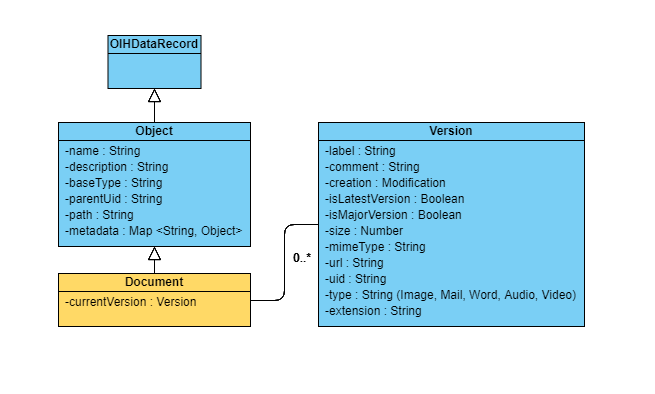 OIHDataRecord
Object
-name : String
-description : String
-baseType : String
-parentUid : String
-path : String
-metadata : Map <String, Object>
Document
-currentVersion : Version
0..*
Version
-label : String
-comment : String
-creation : Modification
-isLatestVersion : Boolean
-isMajorVersion : Boolean
-size : Number
-mimeType : String
-url : String
-uid : String
-type : String (Image, Mail, Word, Audio, Video)
-extension : String